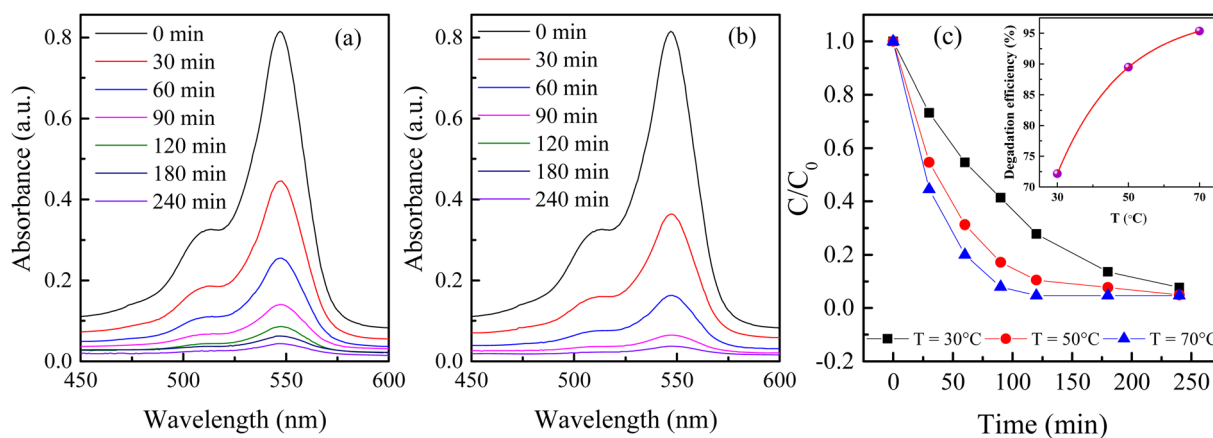 (a)
0 min
30 min
60 min
90 min
120 min
180 min
240 min
0.8
0.6
0.4
0.2
0.0
450
500
550
600
Absorbance (a.u.)
Wavelength (nm)
(b)
0 min
30 min
60 min
90 min
120 min
180 min
240 min
0.8
0.6
0.4
0.2
0.0
450
500
550
600
Absorbance (a.u.)
Wavelength (nm)
(c)
1.0
0.8
0.6
0.4
0.2
0.0
-0.2
0
50
100
150
200
250
C/C0
Time (min)
T = 30°C
T = 50°C
T = 70°C
95
90
85
80
75
70
30
50
70
Degadation efficiency (%)
T (°C)